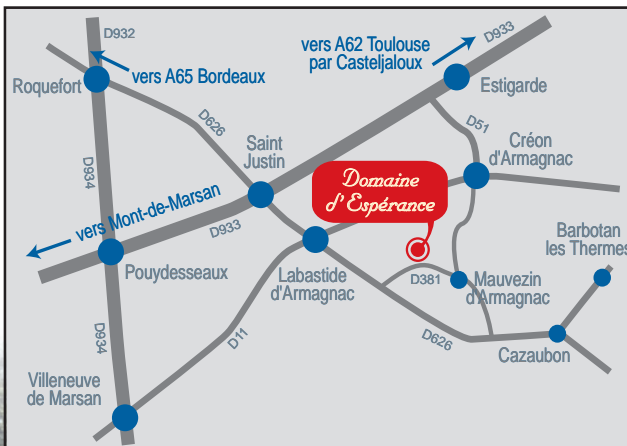 D932
vers A62 Toulouse
par Casteljaloux
D933
vers A65 Bordeaux
Roquefort
Estigarde
D626
D51
Saint
Justin
Créon
d'Armagnac
D934
Domaine
d'Espérance
vers Mont-de-Marsan
D933
Barbotan
les Thermes
Pouydesseaux
Labastide
d'Armagnac
D381
Mauvezin
d'Armagnac
D934
D11
D626
Cazaubon
Villeneuve
de Marsan